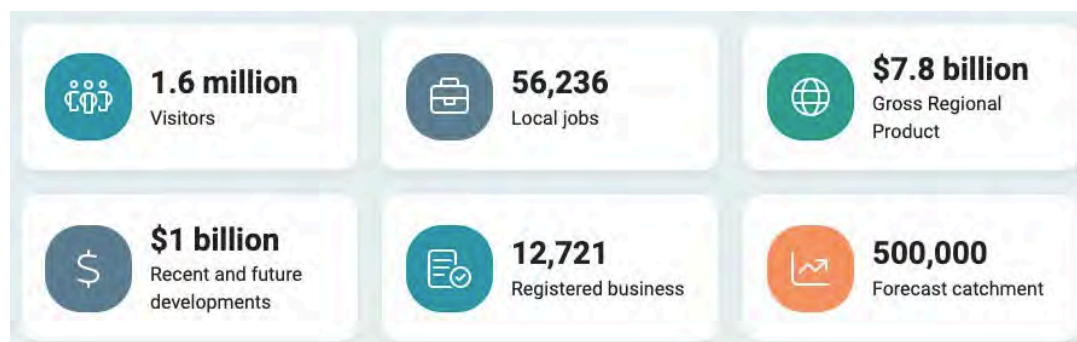 1.6 million
Visitors
56,236
Local jobs
$7.8 billion
Gross Regional
Product
$1 billion
Recent and future
developments
12,721
Registered business
500,000
Forecast catchment